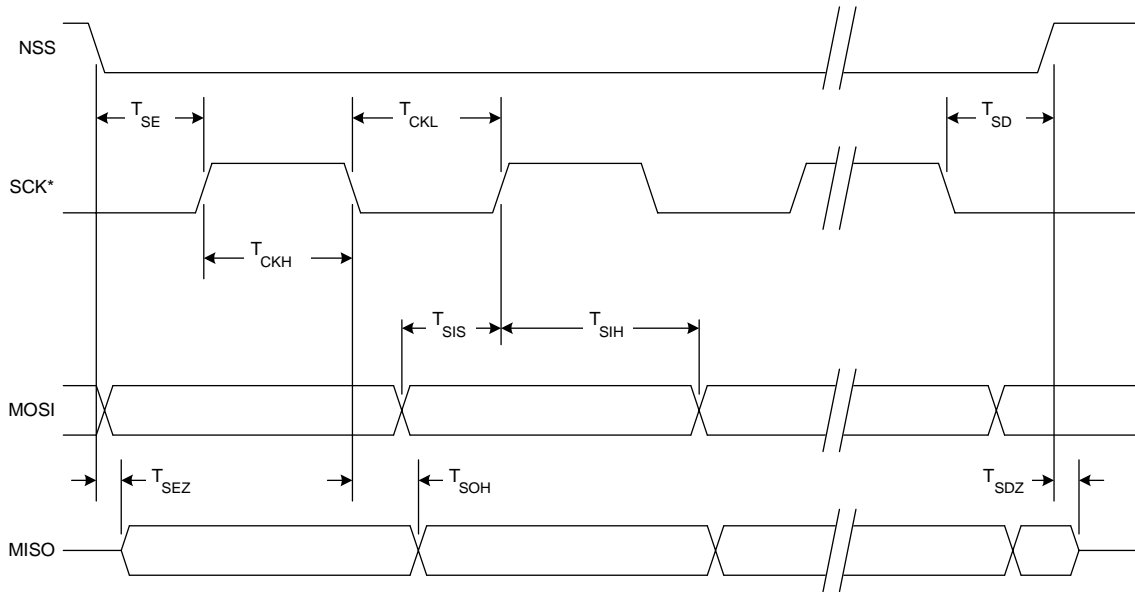 NSS
T_SE
T_CKL
T_SD
SCK*
T_CKH
T_SIS
T_SIH
MOSI
T_SEZ
T_SOH
T_SDZ
MISO